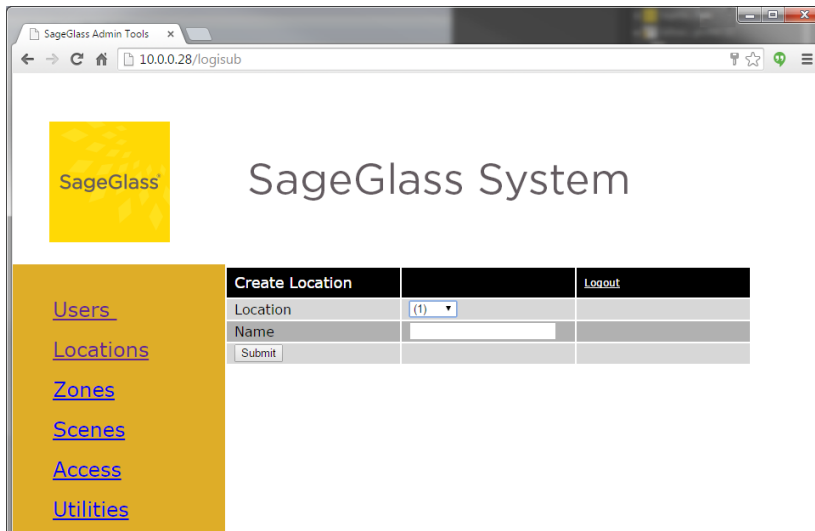 SageGlass Admin Tools
10.0.0.28/logisub
SageGlass®
SageGlass System
Create Location
Logout
Users
Location
(1)
Name
Locations
Submit
Zones
Scenes
Access
Utilities